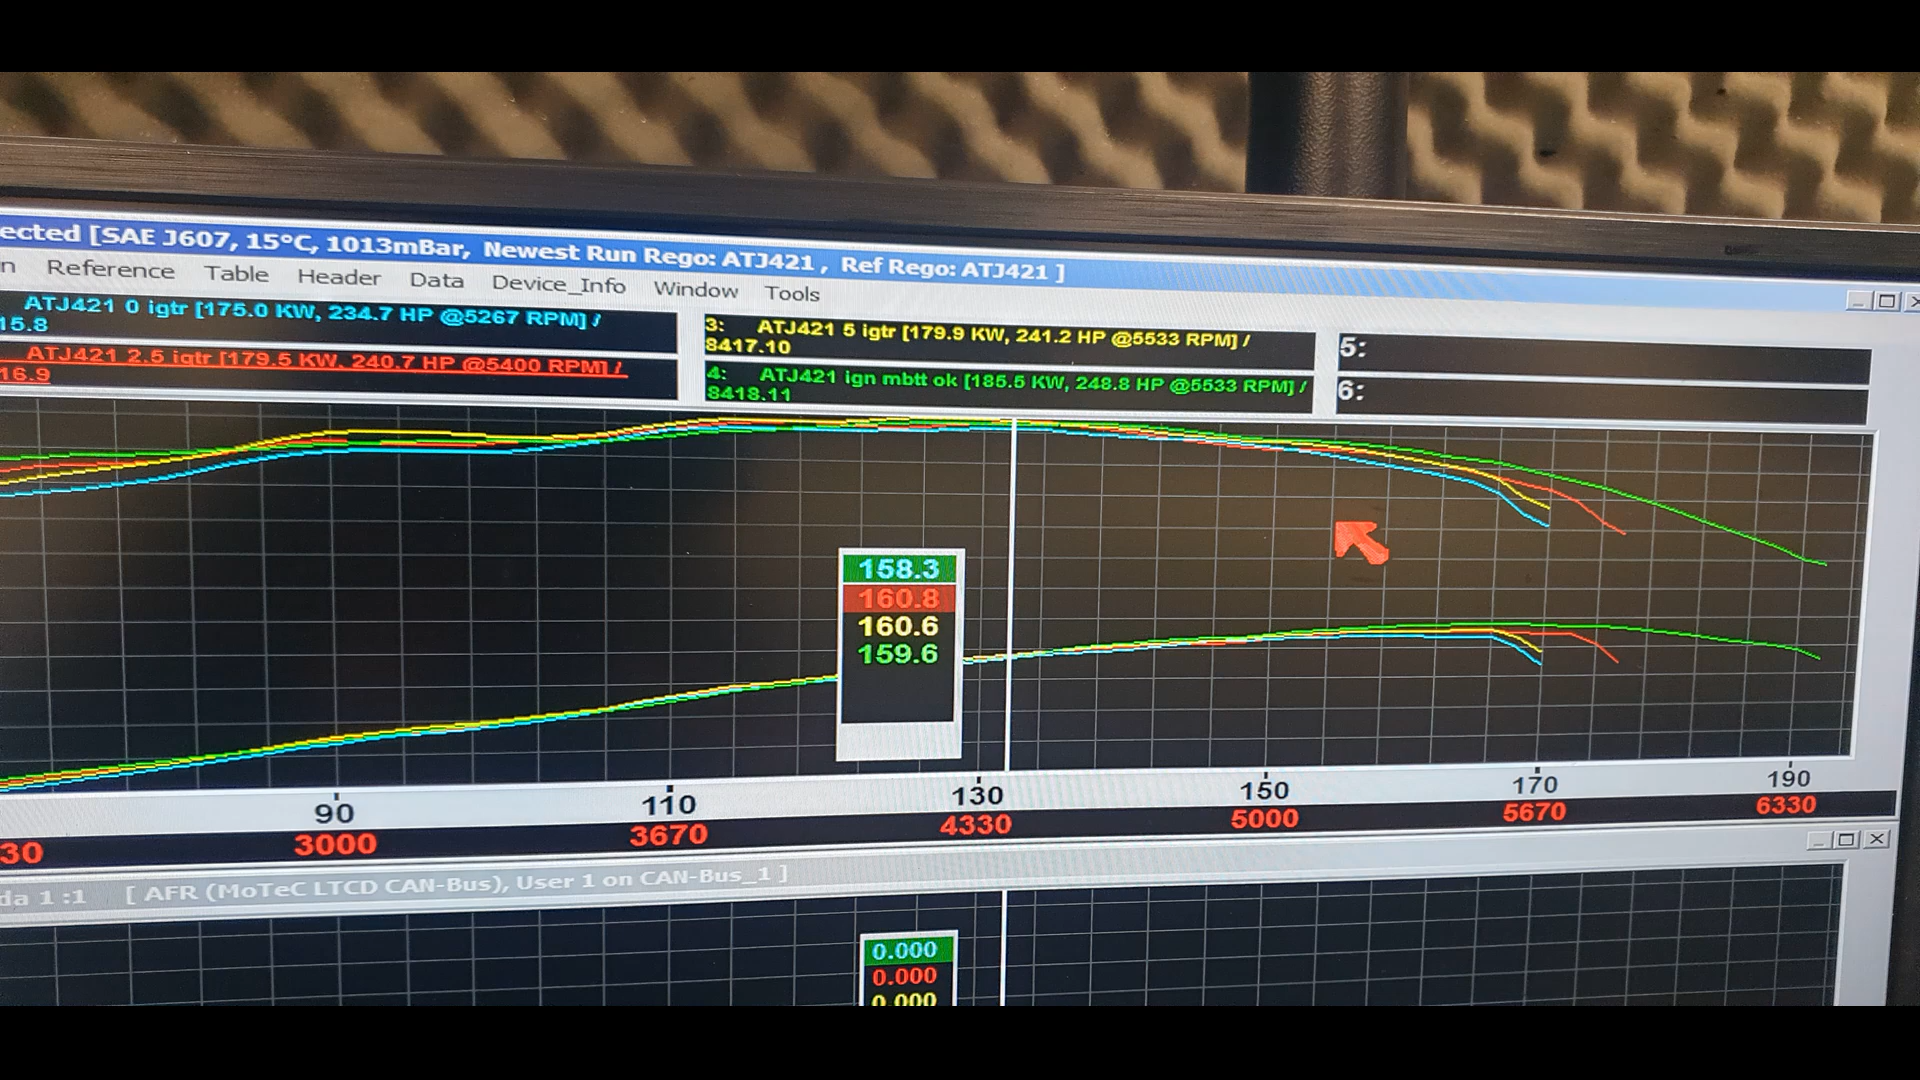 ected [SAE J607, 15°C, 1013mBar, Newest Run Rego: ATJ421 , Ref Rego: ATJ421 ]
n Reference Table Header Data Device_Info Window Tools
ATJ421 0 igtr [175.0 KW, 234.7 HP @5267 RPM] /
15.8
ATJ421 2.5 igtr [179.5 KW, 240.7 HP @5400 RPM] /
16.9
3: ATJ421 5 igtr [179.9 KW, 241.2 HP @5533 RPM] /
8417.10
4: ATJ421 ign mbtt ok [185.5 KW, 248.8 HP @5533 RPM] /
8418.11
5:
6:
158.3
160.8
160.6
159.6
90 110 130 150 170 190
30 3000 3670 4330 5000 5670 6330
da 1 :1 [ AFR (MoTeC LTCD CAN-Bus), User 1 on CAN-Bus_1 ]
0.000
0.000
0.000